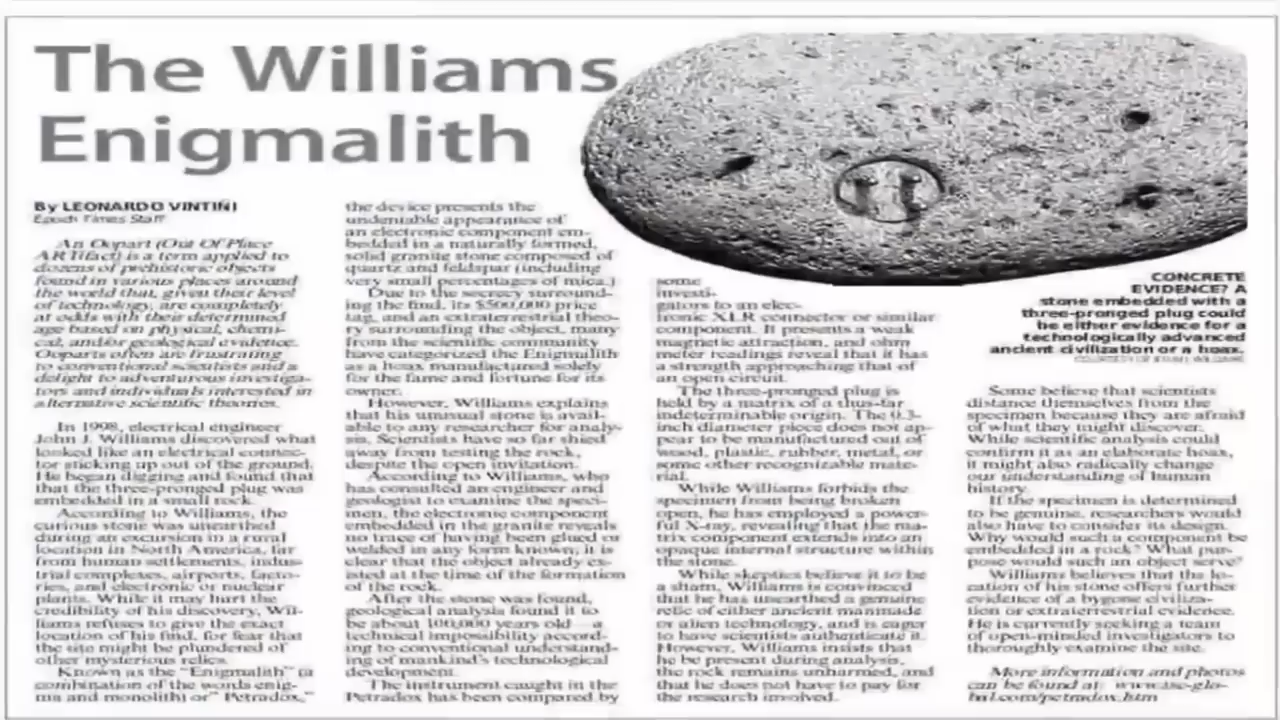 The Williams
Enigmalith
By LEONARDO VINTINI
Epoch Times Staff
An Oopart (Out Of Place
ARTifact) is a term applied to
dozens of prehistoric objects
found in various places around
the world that, given their level
of technology, are completely
at odds with their determined
age based on physical, chemi-
cal, and/or geological evidence.
Ooparts often are frustrating
to conventional scientists and a
delight to adventurous investiga-
tors and individuals interested in
alternative scientific theories.
In 1998, electrical engineer
John J. Williams discovered what
looked like an electrical connec-
tor sticking up out of the ground.
He began digging and found that
that the three-pronged plug was
embedded in a small rock.
According to Williams, the
curious stone was unearthed
during an excursion in a rural
location in North America, far
from human settlements, indus-
trial complexes, airports, facto-
ries, and electronic or nuclear
plants. While it may hurt the
credibility of his discovery, Wil-
liams refuses to give the exact
location of his find, for fear that
the site might be plundered of
other mysterious relics.
Known as the "Enigmalith" (a
combination of the words enig-
ma and monolith) or" Petradox,"
the device presents the
undeniable appearance of
an electronic component em-
bedded in a naturally formed,
solid granite stone composed of
quartz and feldspar (including
very small percentages of mica.)
Due to the secrecy surround-
ing the find, its $500,000 price
tag, and an extraterrestrial theo-
ry surrounding the object, many
from the scientific community
have categorized the Enigmalith
as a hoax manufactured solely
for the fame and fortune for its
owner.
However, Williams explains
that his unusual stone is avail-
able to any researcher for analy-
sis. Scientists have so far shied
away from testing the rock,
despite the open invitation.
According to Williams, who
has consulted an engineer and
geologist to examine the speci-
men, the electronic component
embedded in the granite reveals
no trace of having been glued or
welded in any form known; it is
clear that the object already ex-
isted at the time of the formation
of the rock.
After the stone was found,
geological analysis found it to
be about 100,000 years old—a
technical impossibility accord-
ing to conventional understand-
ing of mankind's technological
development.
The instrument caught in the
Petradox has been compared by
some
investi-
gators to an elec-
tronic XLR connector or similar
component. It presents a weak
magnetic attraction, and ohm
meter readings reveal that it has
a strength approaching that of
an open circuit.
The three-pronged plug is
held by a matrix of a thus-far
indeterminable origin. The 0.3-
inch diameter piece does not ap-
pear to be manufactured out of
wood, plastic, rubber, metal, or
some other recognizable mate-
rial.
While Williams forbids the
specimen from being broken
open, he has employed a power-
ful X-ray, revealing that the ma-
trix component extends into an
opaque internal structure within
the stone.
While skeptics believe it to be
a sham, Williams is convinced
that he has unearthed a genuine
relic of either ancient manmade
or alien technology, and is eager
to have scientists authenticate it.
However, Williams insists that
he be present during analysis,
the rock remains unharmed, and
that he does not have to pay for
the research involved.
CONCRETE
EVIDENCE? A
stone embedded with a
three-pronged plug could
be either evidence for a
technologically advanced
ancient civilization or a hoax.
Some believe that scientists
distance themselves from the
specimen because they are afraid
of what they might discover.
While scientific analysis could
confirm it as an elaborate hoax,
it might also radically change
our understanding of human
history.
If the specimen is determined
to be genuine, researchers would
also have to consider its design.
Why would such a component be
embedded in a rock? What pur-
pose would such an object serve?
Williams believes that the lo-
cation of his stone offers further
evidence of a bygone civiliza-
tion or extraterrestrial evidence.
He is currently seeking a team
of open-minded investigators to
thoroughly examine the site.
More information and photos
can be found at